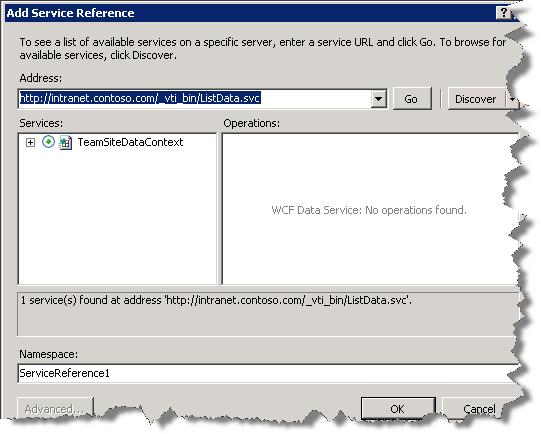 Add Service Reference
To see a list of available services on a specific server, enter a service URL and click Go. To browse for
available services, click Discover.
Address:
http://intranet.contoso.com/_vti_bin/ListData.svc Go Discover
Services: Operations:
TeamSiteDataContext
WCF Data Service: No operations found.
1 service(s) found at address 'http://intranet.contoso.com/_vti_bin/ListData.svc'.
Namespace:
ServiceReference1
Advanced... OK Cancel